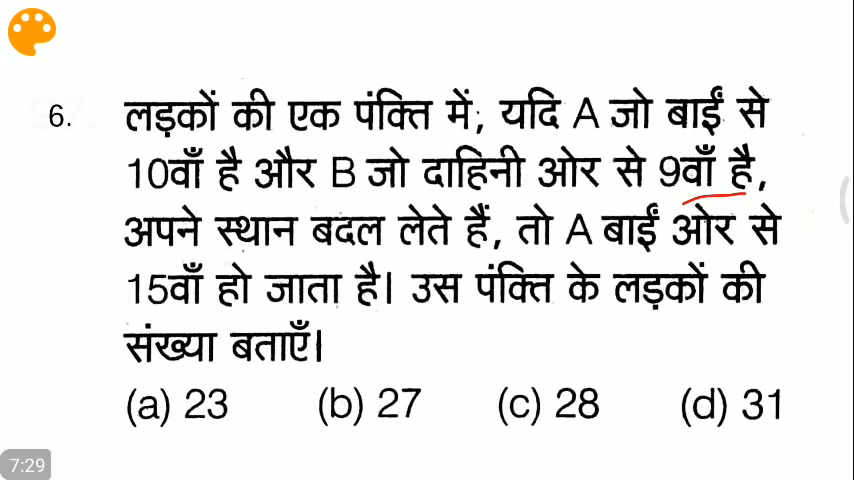 6. लड़कों की एक पंक्ति में, यदि A जो बाईं से
10वाँ है और B जो दाहिनी ओर से 9वाँ है,
अपने स्थान बदल लेते हैं, तो A बाईं ओर से
15वाँ हो जाता है। उस पंक्ति के लड़कों की
संख्या बताएँ।
(a) 23 (b) 27 (c) 28 (d) 31
7:29